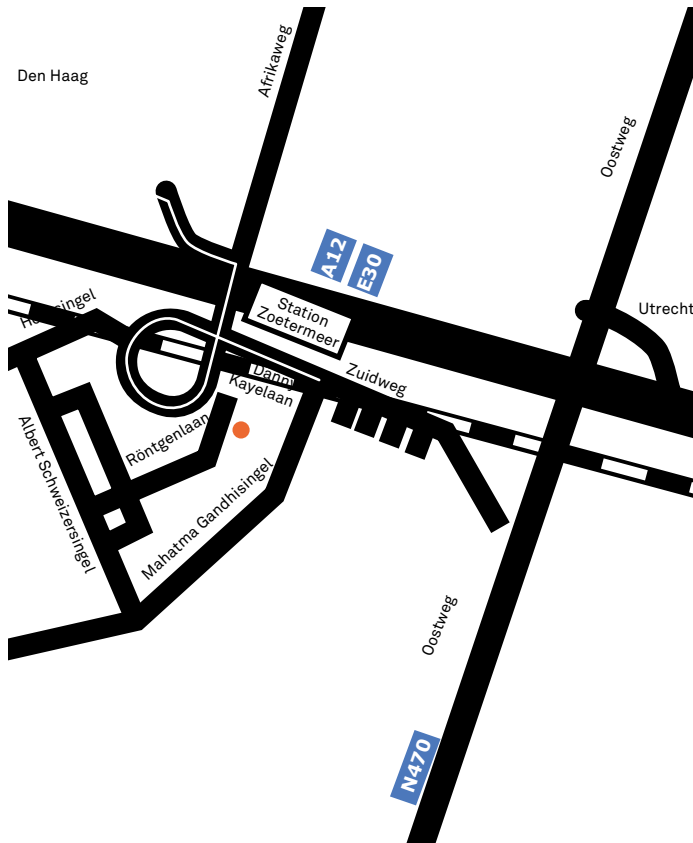 Afrikaweg
Den Haag
Oostweg
A12
E30
Station
Zoetermeer
Utrecht
Zuidweg
Danny
Kayelaan
Röntgenlaan
Albert Schweizersingel
Mahatma Gandhisingel
Oostweg
N470